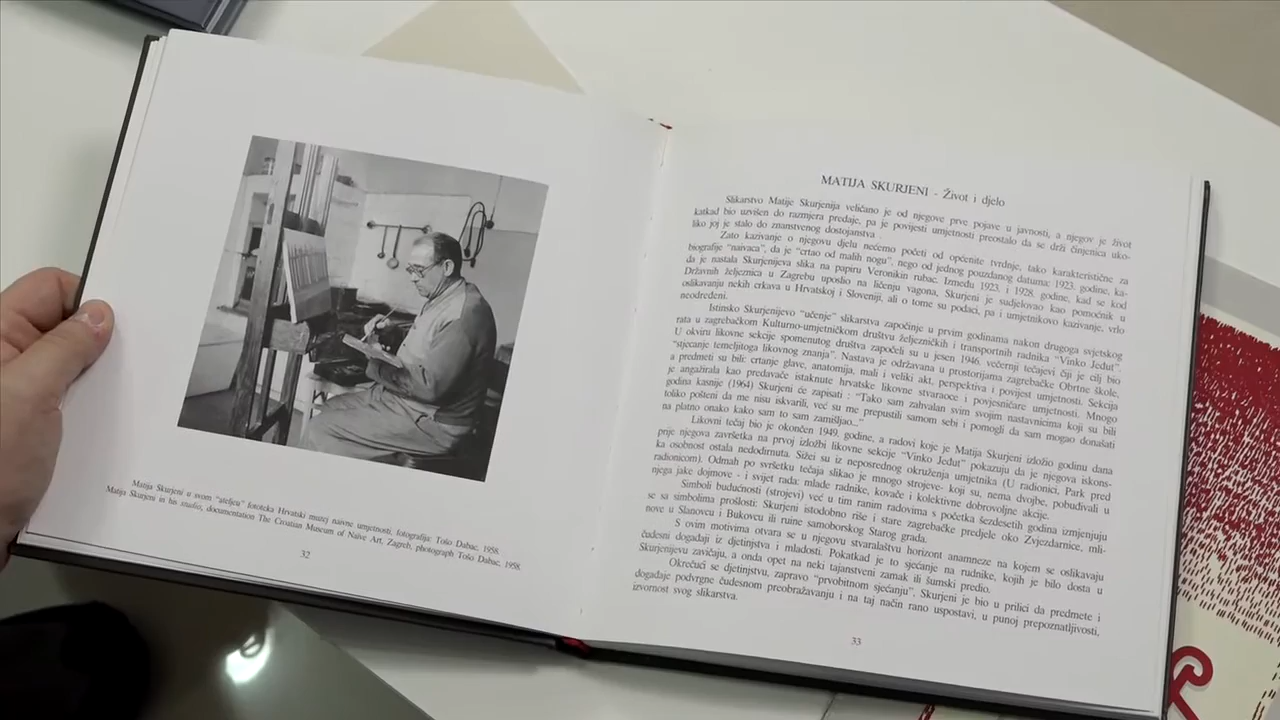 Matija Skurjeni u svom “ateljeu” fototeka Hrvatski muzej naivne umjetnosti, fotografija: Tošo Dabac, 1958.
Matija Skurjeni in his studio, documentation The Croatian Museum of Naive Art, Zagreb, photograph Tošo Dabac, 1958.
32
MATIJA SKURJENI - Život i djelo
Slikarstvo Matije Skurjenija veličano je od njegove prve pojave u javnosti, a njegov je život
katkad bio uzvišen do razmjera predaje, pa je povijesti umjetnosti preostalo da se drži činjenica uko-
liko joj je stalo do znanstvenog dostojanstva.
Zato kazivanje o njegovu djelu nećemo početi od općenite tvrdnje, tako karakteristične za
biografije “naivaca”, da je “crtao od malih nogu”, nego od jednog pouzdanog datuma: 1923. godine, ka-
da je nastala Skurjenijeva slika na papiru Veronikin rubac. Između 1923. i 1928. godine, kad se kod
Državnih željeznica u Zagrebu uposlio na ličenju vagona, Skurjeni je sudjelovao kao pomoćnik u
oslikavanju nekih crkava u Hrvatskoj i Sloveniji, ali o tome su podaci, pa i umjetnikovo kazivanje, vrlo
neodređeni.
Istinsko Skurjenijevo “učenje” slikarstva započinje u prvim godinama nakon drugoga svjetskog
rata u zagrebačkom Kulturno-umjetničkom društvu željezničkih i transportnih radnika “Vinko Jeđut”.
U okviru likovne sekcije spomenutog društva započeli su u jesen 1946. večernji tečajevi čiji je cilj bio
“stjecanje temeljitoga likovnog znanja”. Nastava je održavana u prostorijama zagrebačke Obrtne škole,
a predmeti su bili: crtanje glave, anatomija, mali i veliki akt, perspektiva i povijest umjetnosti. Sekcija
je angažirala kao predavače istaknute hrvatske likovne stvaraoce i povjesničare umjetnosti. Mnogo
godina kasnije (1964) Skurjeni će zapisati : “Tako sam zahvalan svim svojim nastavnicima koji su bili
toliko pošteni da me nisu iskvarili, već su me prepustili samom sebi i pomogli da sam mogao donašati
na platno onako kako sam to sam zamišljao...”
Likovni tečaj bio je okončen 1949. godine, a radovi koje je Matija Skurjeni izložio godinu dana
prije njegova završetka na prvoj izložbi likovne sekcije “Vinko Jeđut” pokazuju da je njegova iskons-
ka osobnost ostala nedodirnuta. Sižei su iz neposrednog okruženja umjetnika (U radionici, Park pred
radionicom). Odmah po svršetku tečaja slikao je mnogo strojeve- koji su, nema dvojbe, pobuđivali u
njega jake dojmove - i svijet rada: mlade radnike, kovače i kolektivne dobrovoljne akcije.
Simboli budućnosti (strojevi) već u tim ranim radovima s početka šezdesetih godina izmjenjuju
se sa simbolima prošlosti: Skurjeni istodobno riše i stare zagrebačke predjele oko Zvjezdarnice, mli-
nove u Slanovcu i Bukovcu ili ruine samoborskog Starog grada.
S ovim motivima otvara se u njegovu stvaralaštvu horizont anamneze na kojem se oslikavaju
čudesni događaji iz djetinjstva i mladosti. Pokatkad je to sjećanje na rudnike, kojih je bilo dosta u
Skurjenijevu zavičaju, a onda opet na neki tajanstveni zamak ili šumski predio.
Okrečući se djetinjstvu, zapravo “prvobitnom sjećanju”, Skurjeni je bio u prilici da predmete i
događaje podvrgne čudesnom preobražavanju i na taj način rano uspostavi, u punoj prepoznatljivosti,
izvornost svog slikarstva.
33